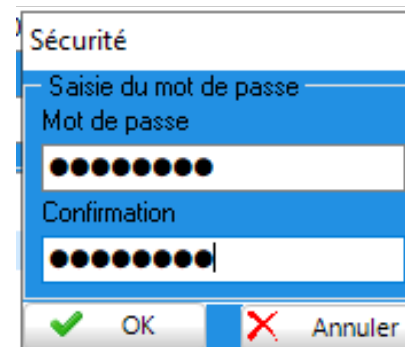 Sécurité
Saisie du mot de passe
Mot de passe
●●●●●●●●
Confirmation
●●●●●●●●
OK
Annuler